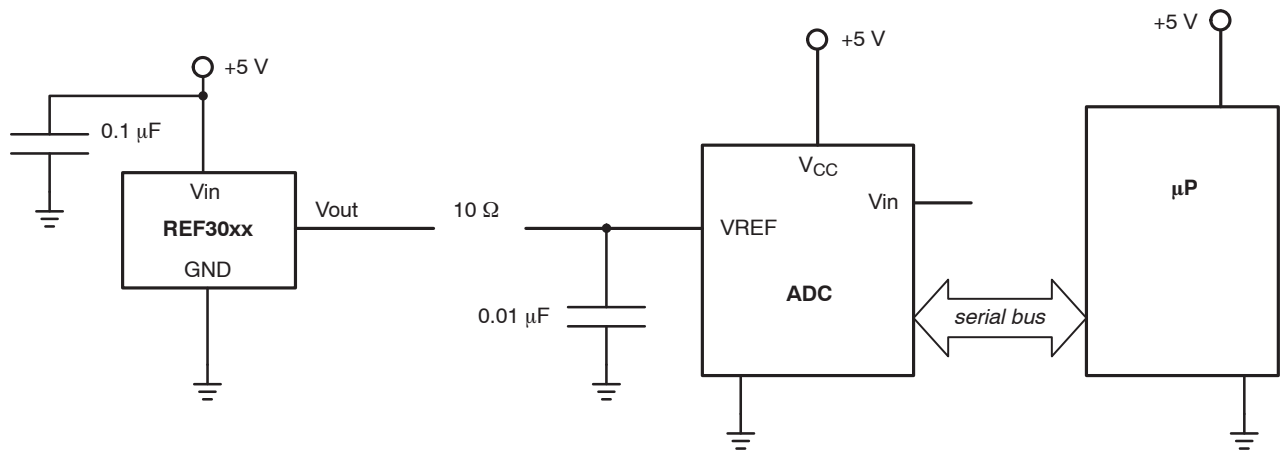 +5 V
0.1 μF
Vin
REF30xx
GND
Vout
10 Ω
0.01 μF
+5 V
VCC
Vin
VREF
ADC
serial bus
+5 V
μP